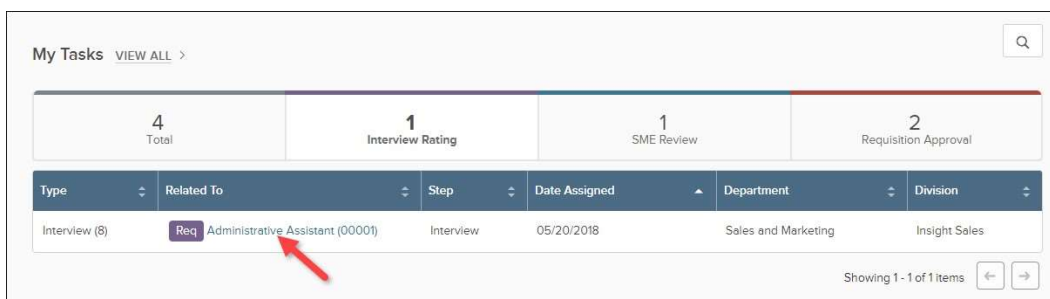 My Tasks VIEW ALL >
4 1 1 2
Total Interview Rating SME Review Requisition Approval
Type Related To Step Date Assigned Department Division
Interview (8) Req Administrative Assistant (00001) Interview 05/20/2018 Sales and Marketing Insight Sales
Showing 1 - 1 of 1 items ← →